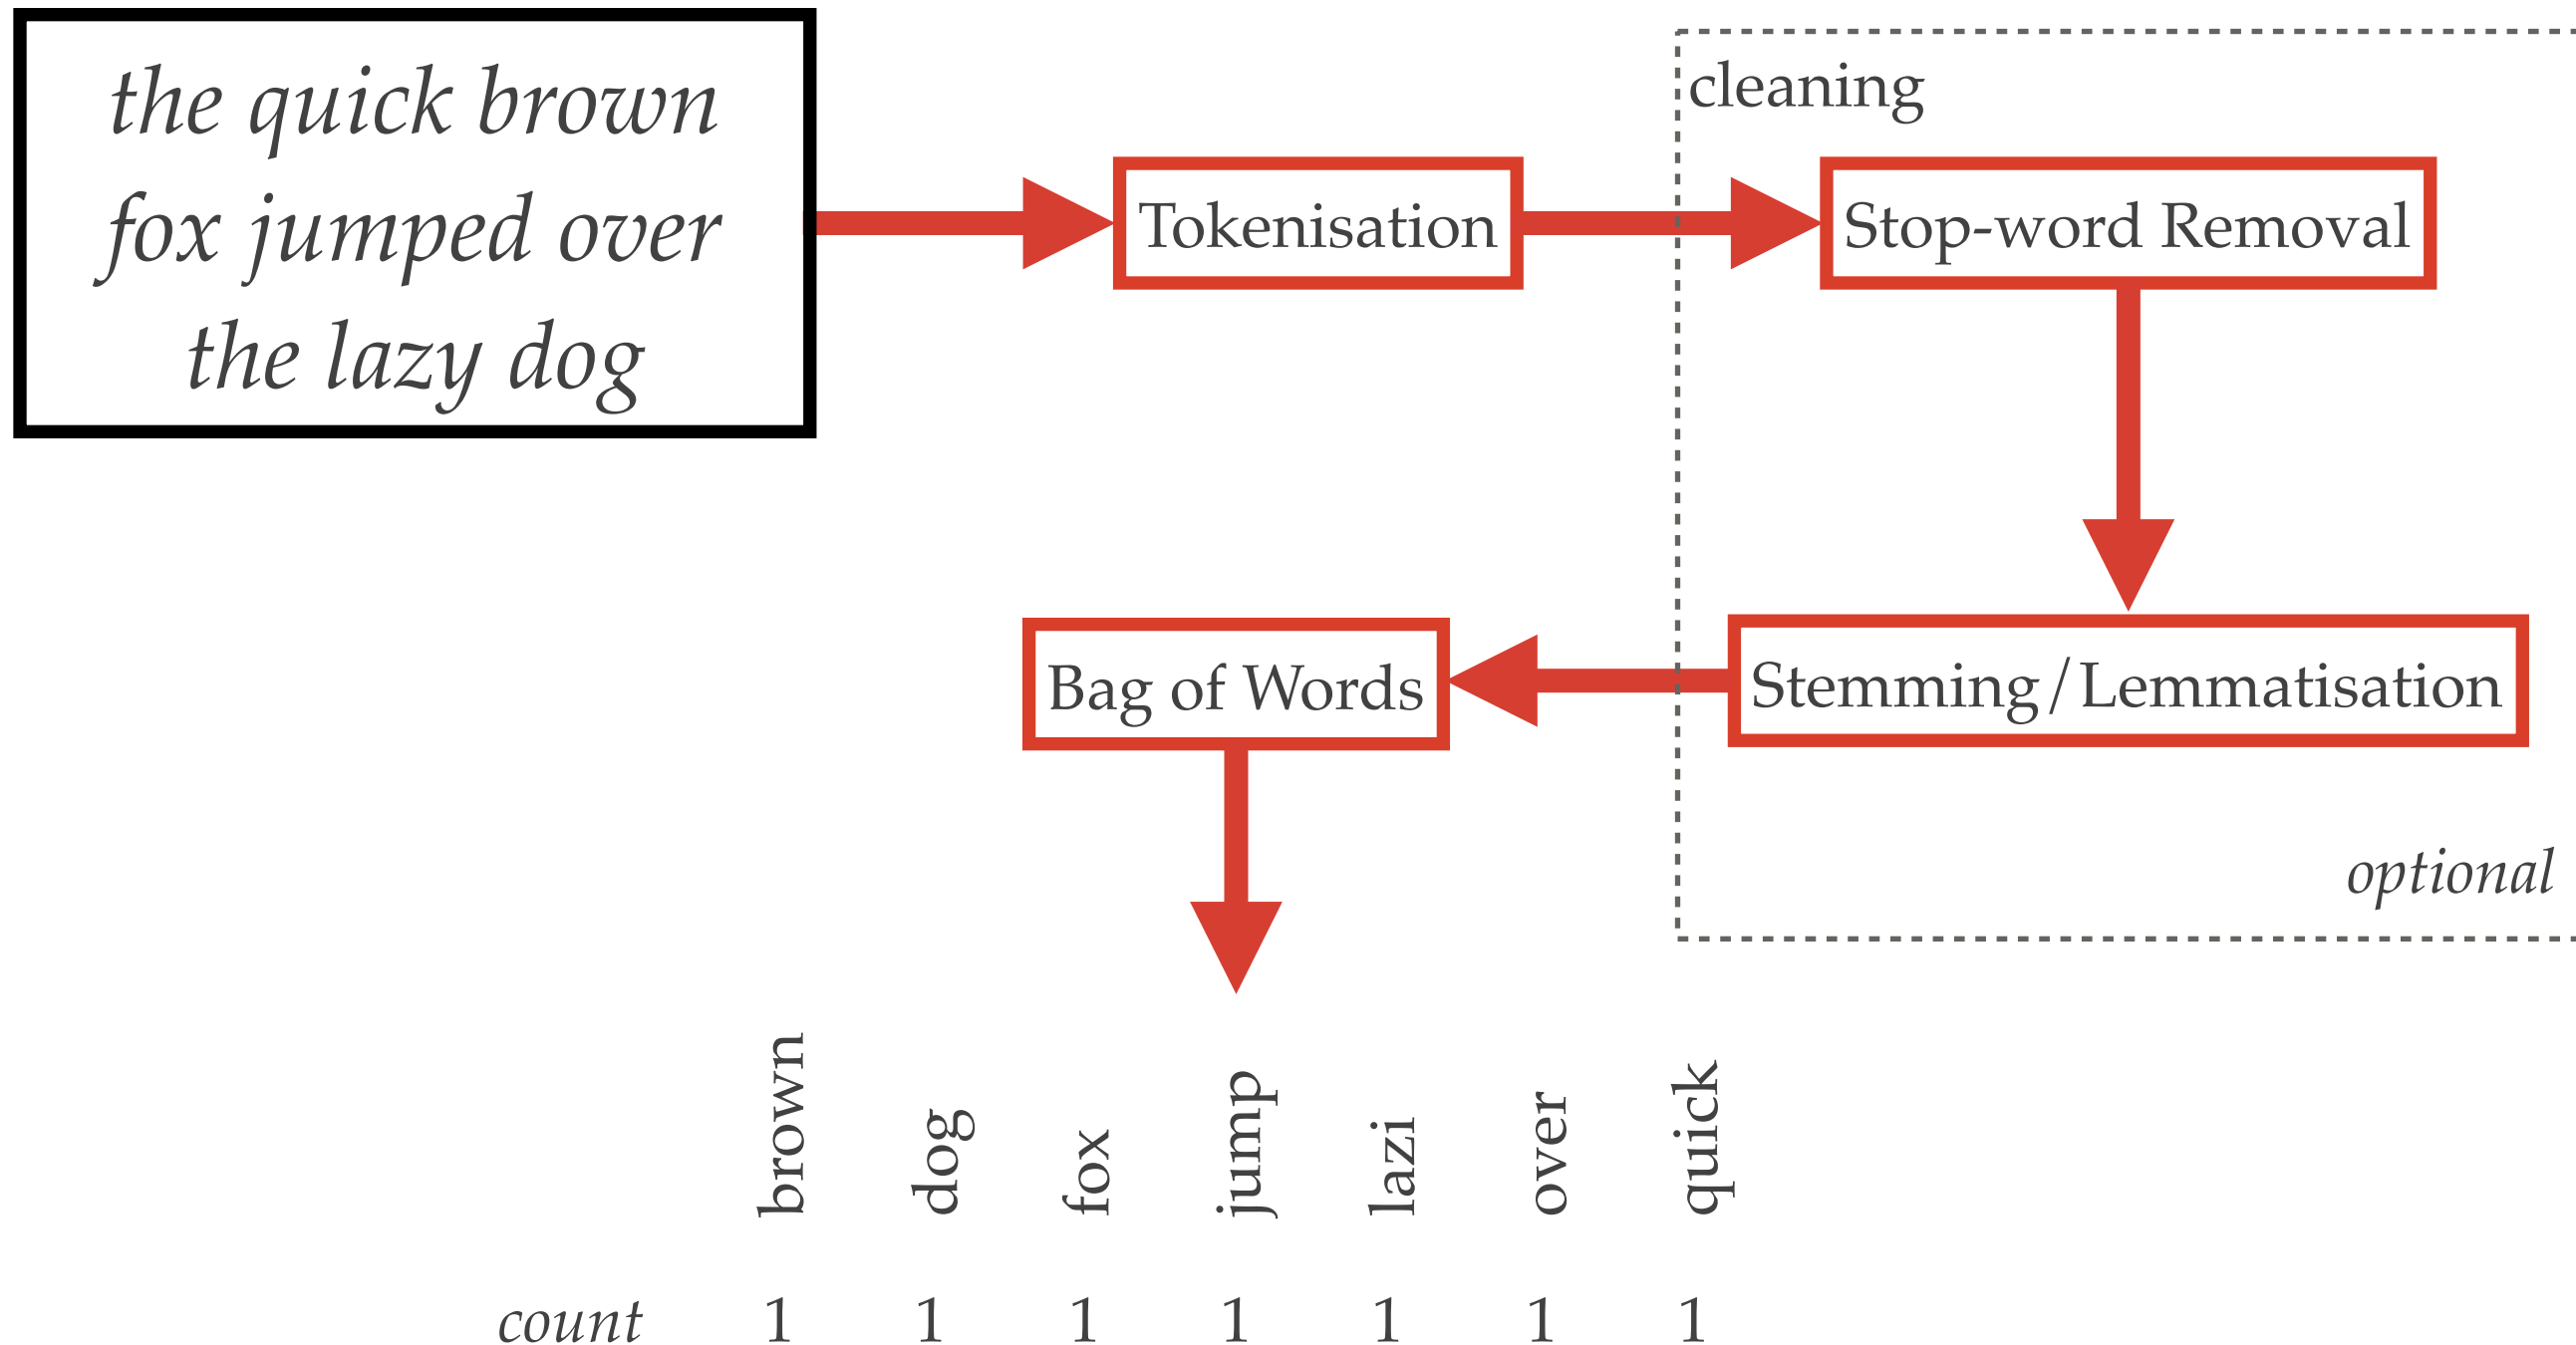 the quick brown
fox jumped over
the lazy dog
Tokenisation
cleaning
Stop-word Removal
Stemming/Lemmatisation
optional
Bag of Words
brown dog fox jump lazi over quick
count 1 1 1 1 1 1 1